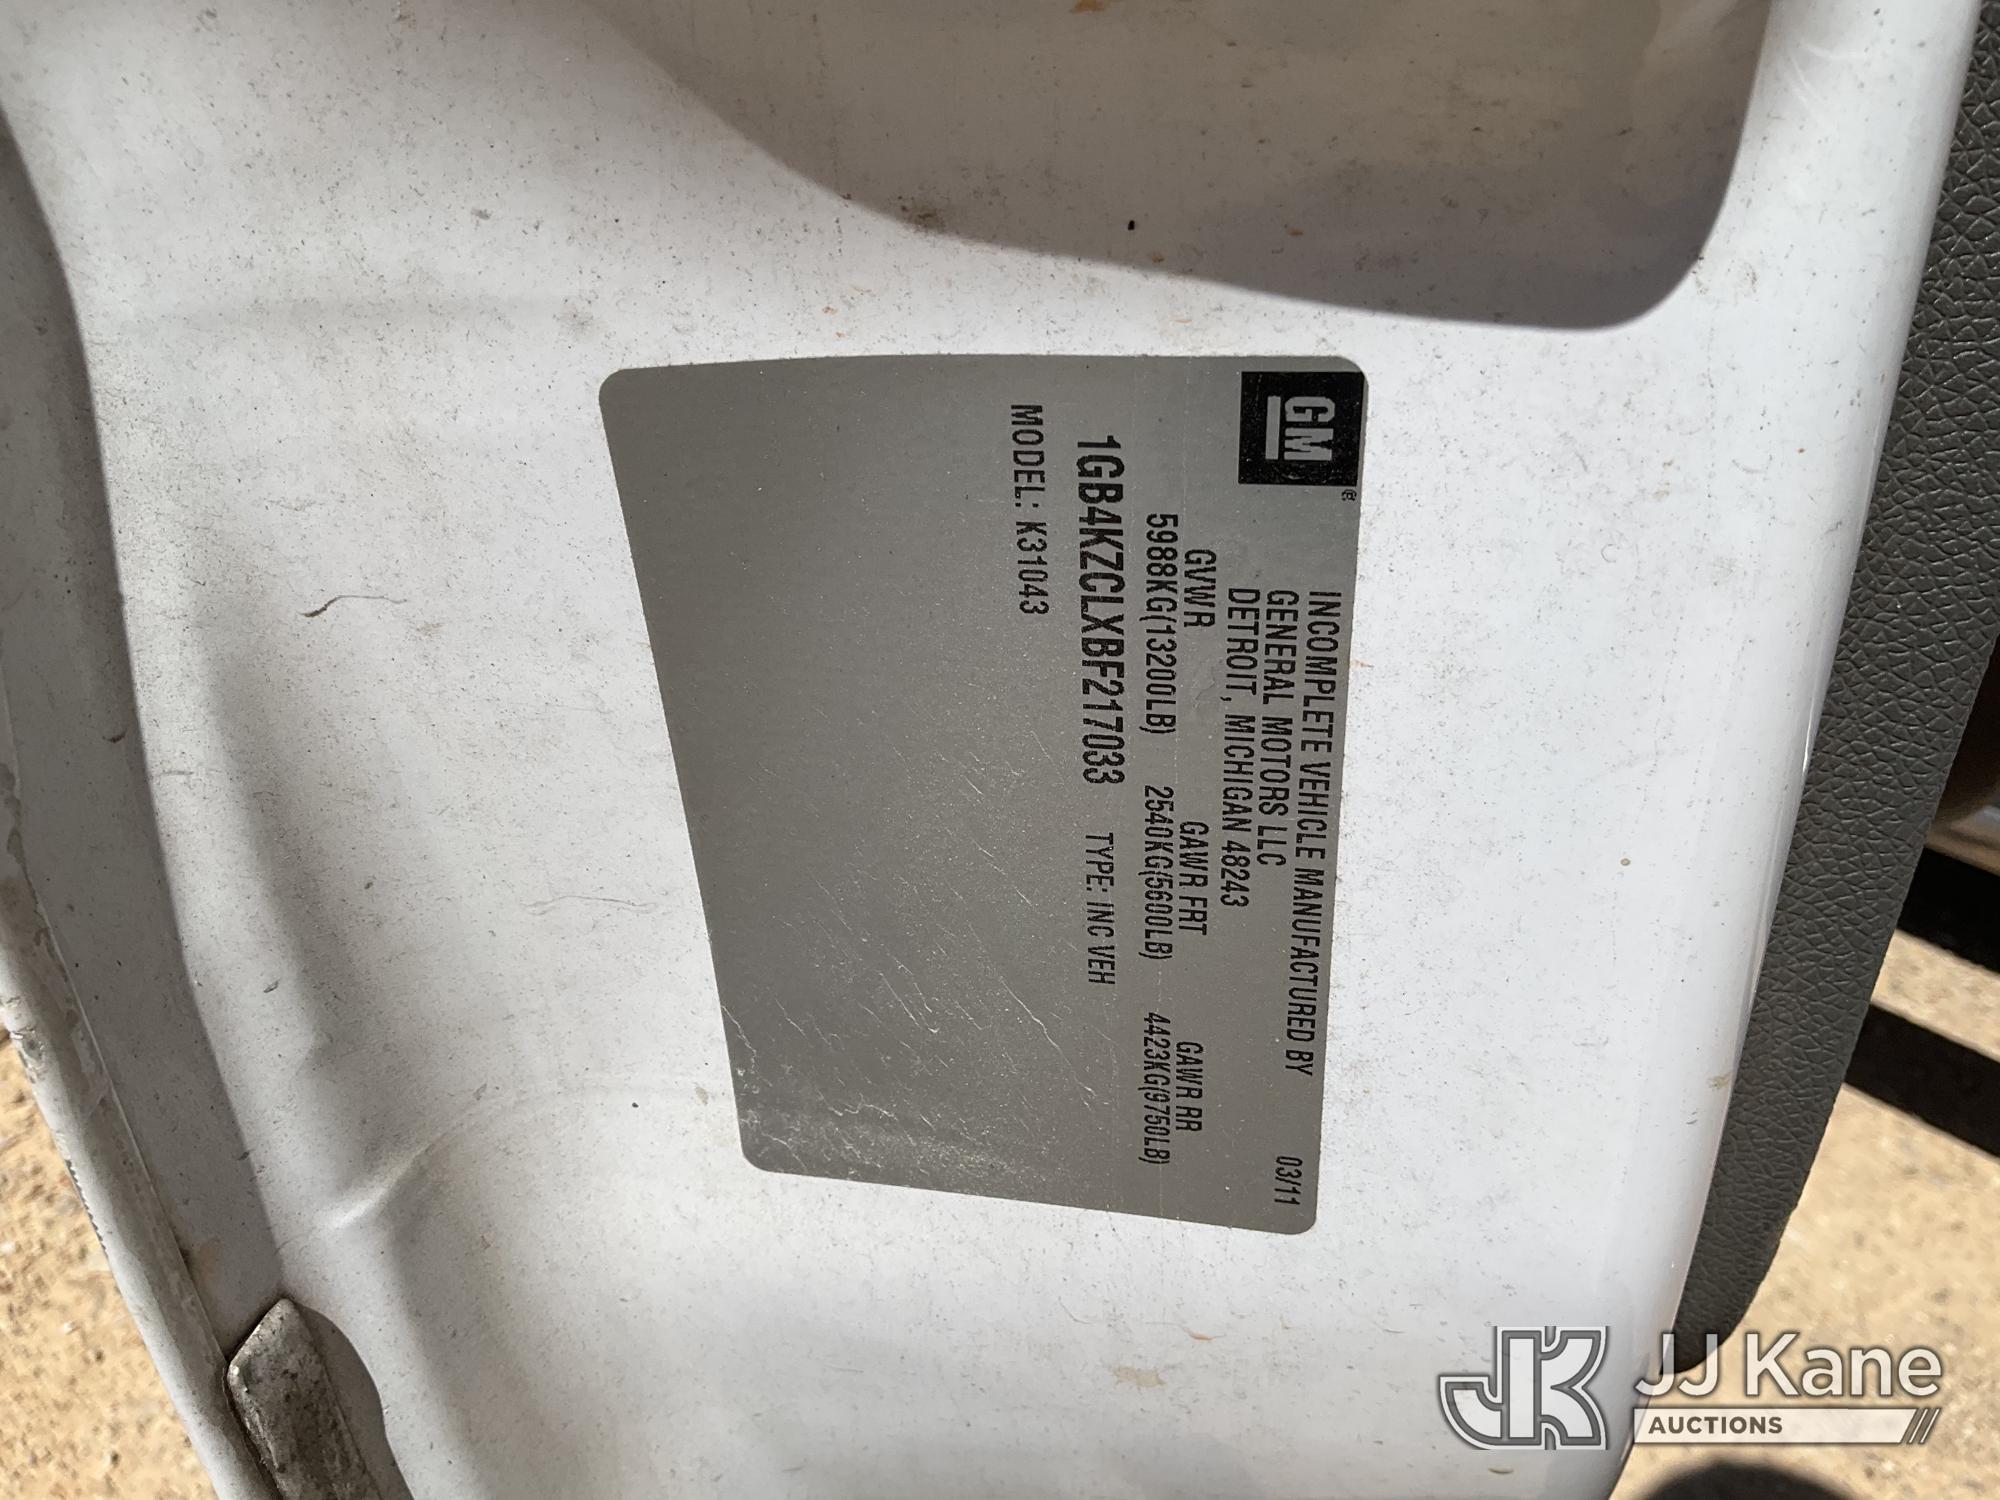 GM ®
INCOMPLETE VEHICLE MANUFACTURED BY 03/11
GENERAL MOTORS LLC
DETROIT, MICHIGAN 48243
GVWR GAWR FRT GAWR RR
5988KG(13200LB) 2540KG(5600LB) 4423KG(9750LB)
1GB4KZCLXBF217033 TYPE: INC VEH
MODEL: K31043
JK JJ Kane
AUCTIONS